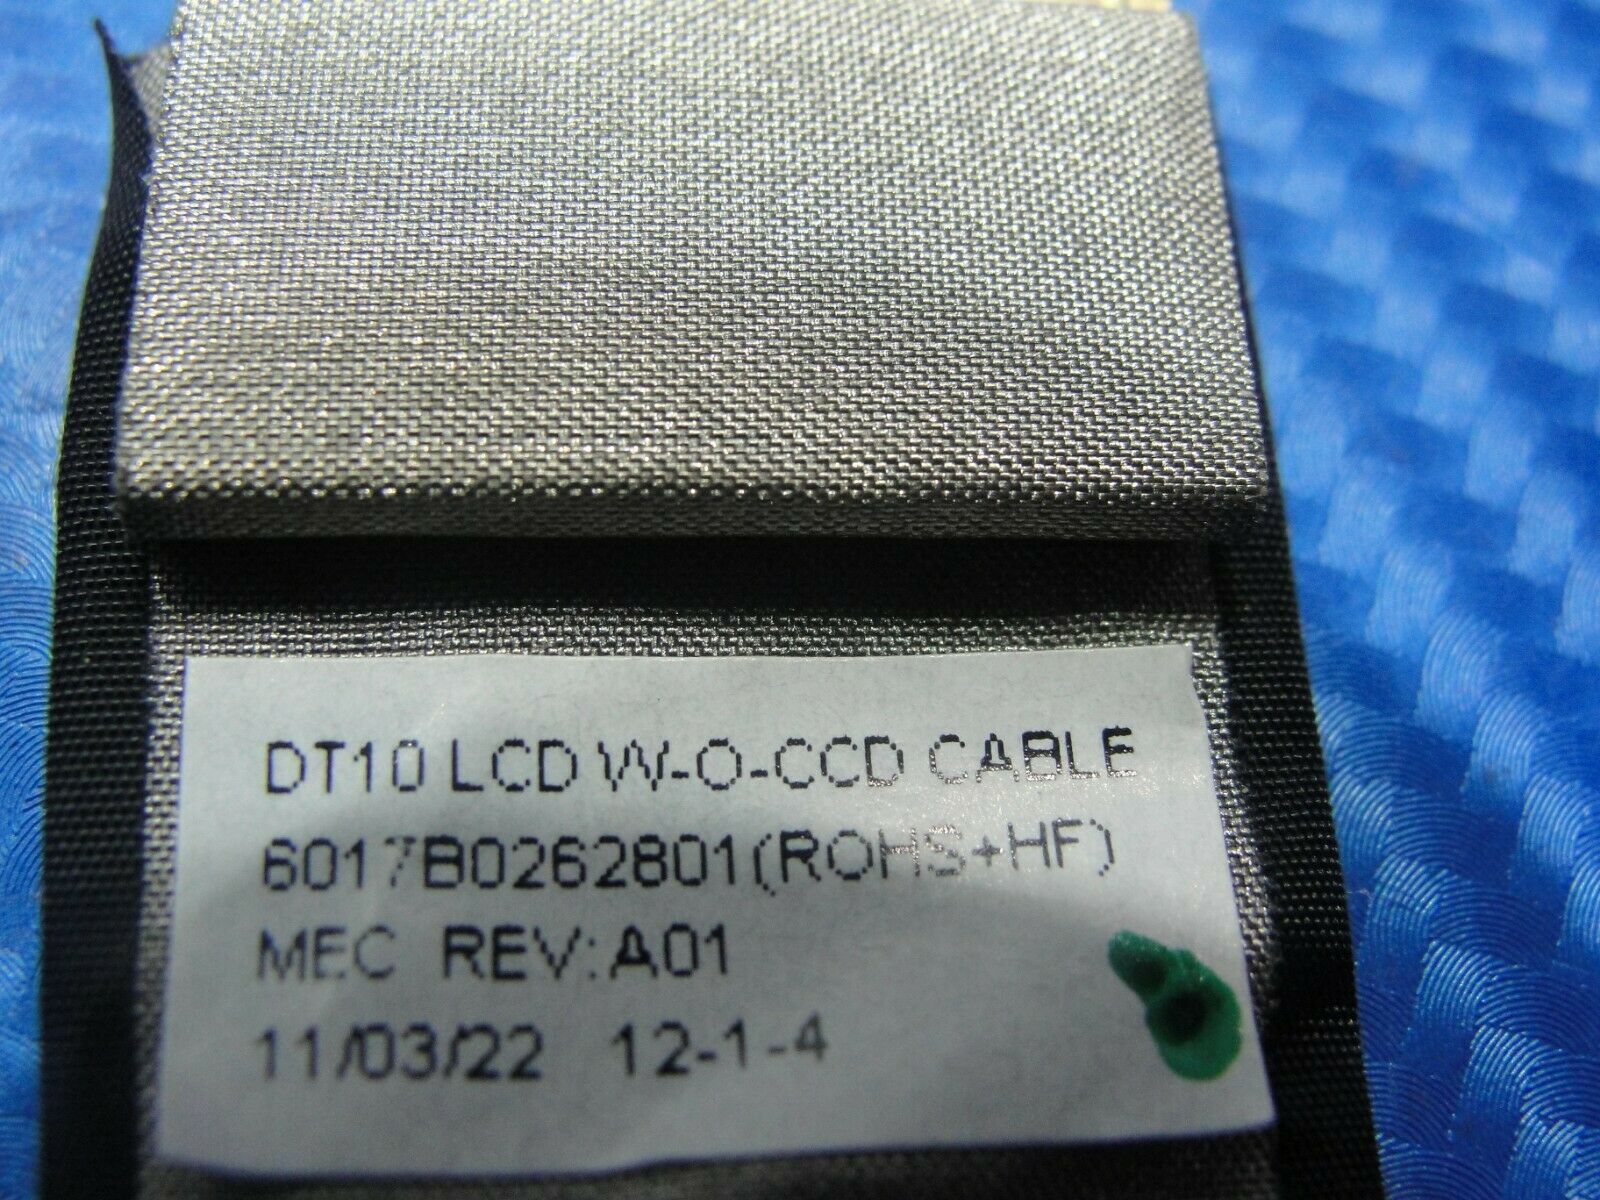 DT10 LCD W-O-CCD CABLE
6017B0262801(ROHS+HF)
MEC REV:A01
11/03/22 12-1-4